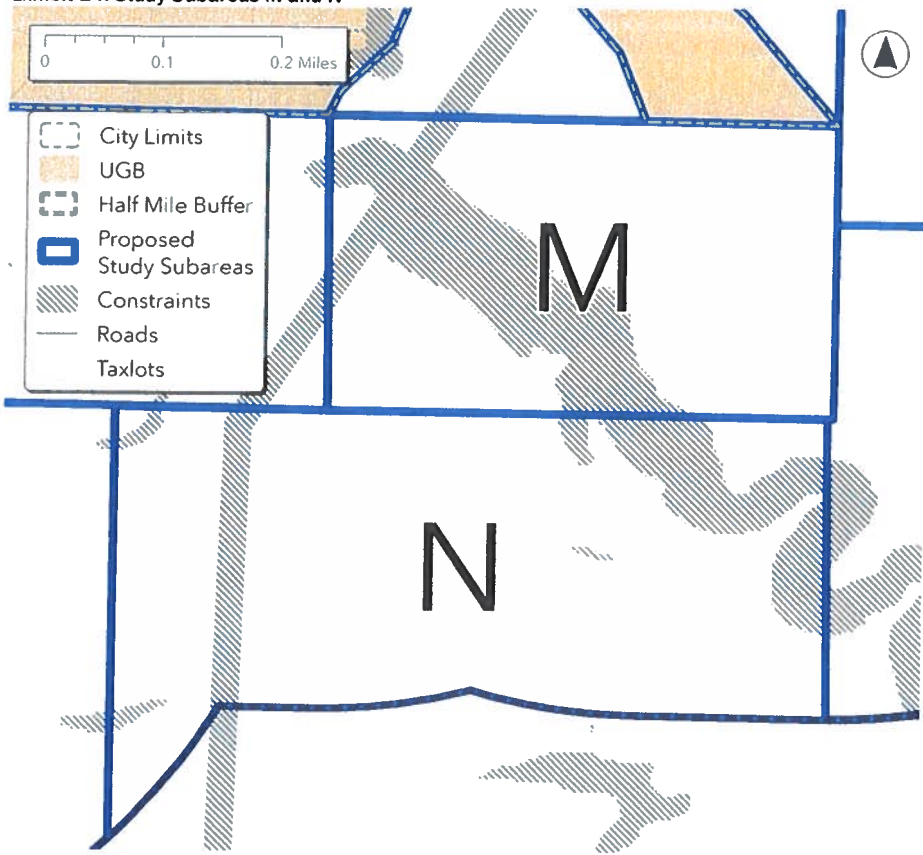 0 0.1 0.2 Miles
City Limits
UGB
Half Mile Buffer
Proposed
Study Subareas
Constraints
Roads
Taxlots
M
N